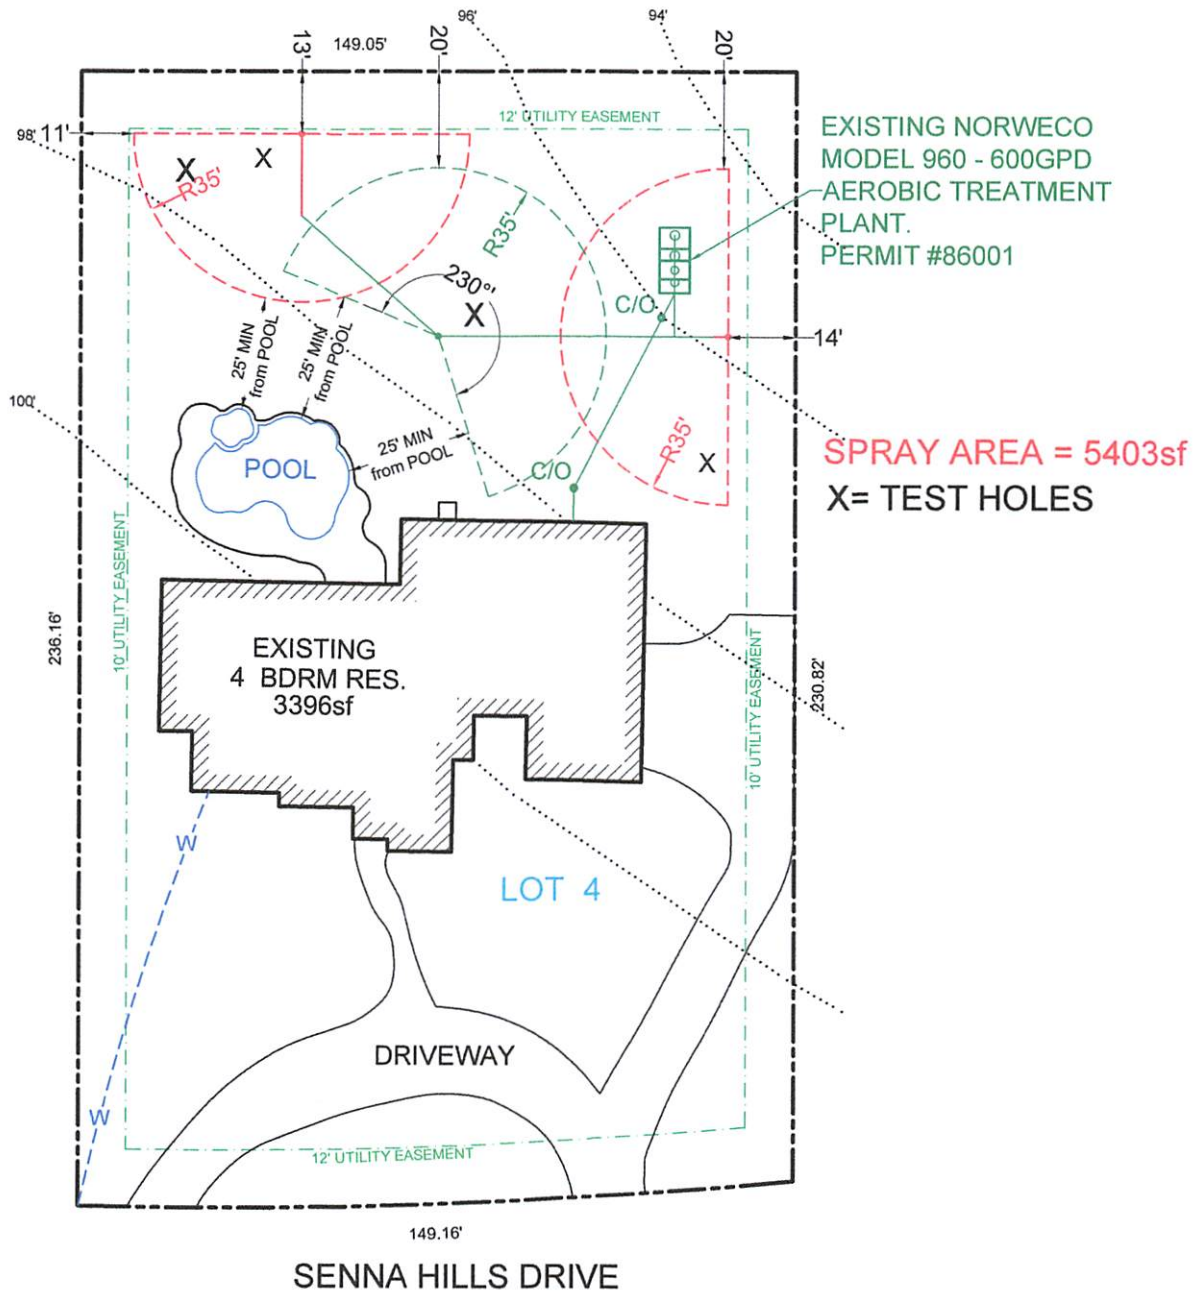 96'
94'
13'
149.05'
20'
20'
12' UTILITY EASEMENT
98'
11'
X
X
R35'
R35'
EXISTING NORWECO
MODEL 960 - 600GPD
AEROBIC TREATMENT
PLANT.
PERMIT #86001
230°'
X
C/O
14'
25' MIN
from POOL
25' MIN
from POOL
100'
25' MIN
from POOL
POOL
C/O
R35'
X
SPRAY AREA = 5403sf
X= TEST HOLES
10' UTILITY EASEMENT
236.16'
EXISTING
4 BDRM RES.
3396sf
10' UTILITY EASEMENT
230.82'
W
LOT 4
DRIVEWAY
W
12' UTILITY EASEMENT
149.16'
SENNA HILLS DRIVE